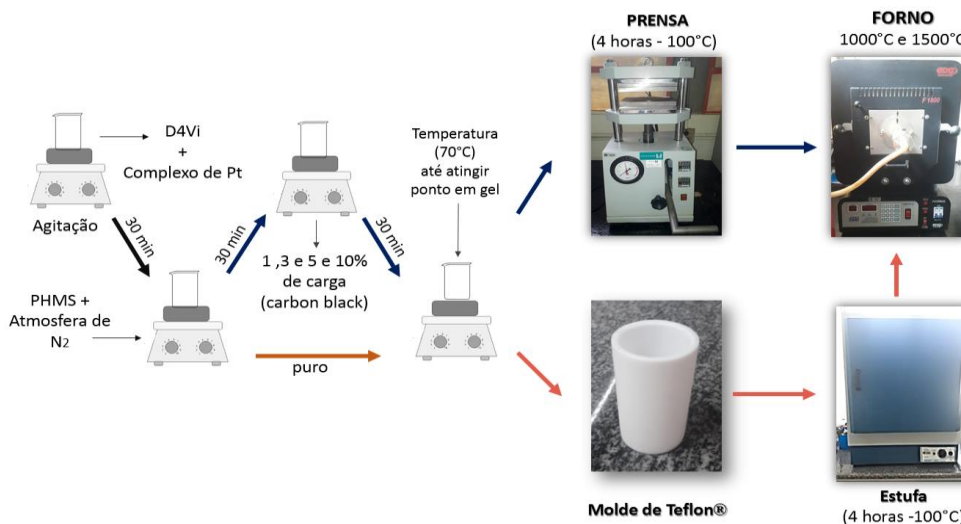 PRENSA
(4 horas - 100°C)
FORNO
1000°C e 1500°C
D4Vi
+
Complexo de Pt
Agitação
30 min
PHMS +
Atmosfera de
N2
30 min
1 ,3 e 5 e 10%
de carga
(carbon black)
30 min
Temperatura
(70°C)
até atingir
ponto em gel
puro
Molde de Teflon®
Estufa
(4 horas -100°C)